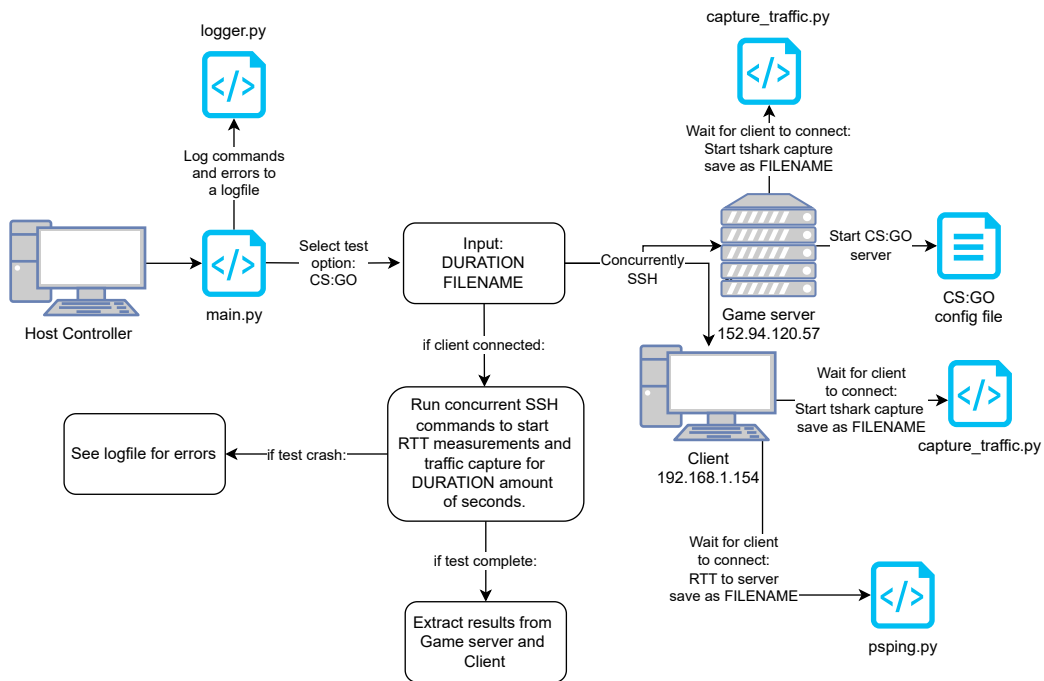 logger.py
capture_traffic.py
Log commands
and errors to
a logfile
Wait for client to connect:
Start tshark capture
save as FILENAME
Host Controller
main.py
Select test
option:
CS:GO
Input:
DURATION
FILENAME
Concurrently
SSH
Game server
152.94.120.57
Start CS:GO
server
CS:GO
config file
if client connected:
Run concurrent SSH
commands to start
RTT measurements and
traffic capture for
DURATION amount
of seconds.
if test crash:
See logfile for errors
if test complete:
Extract results from
Game server and
Client
Client
192.168.1.154
Wait for client
to connect:
Start tshark capture
save as FILENAME
capture_traffic.py
Wait for client
to connect:
RTT to server
save as FILENAME
psping.py